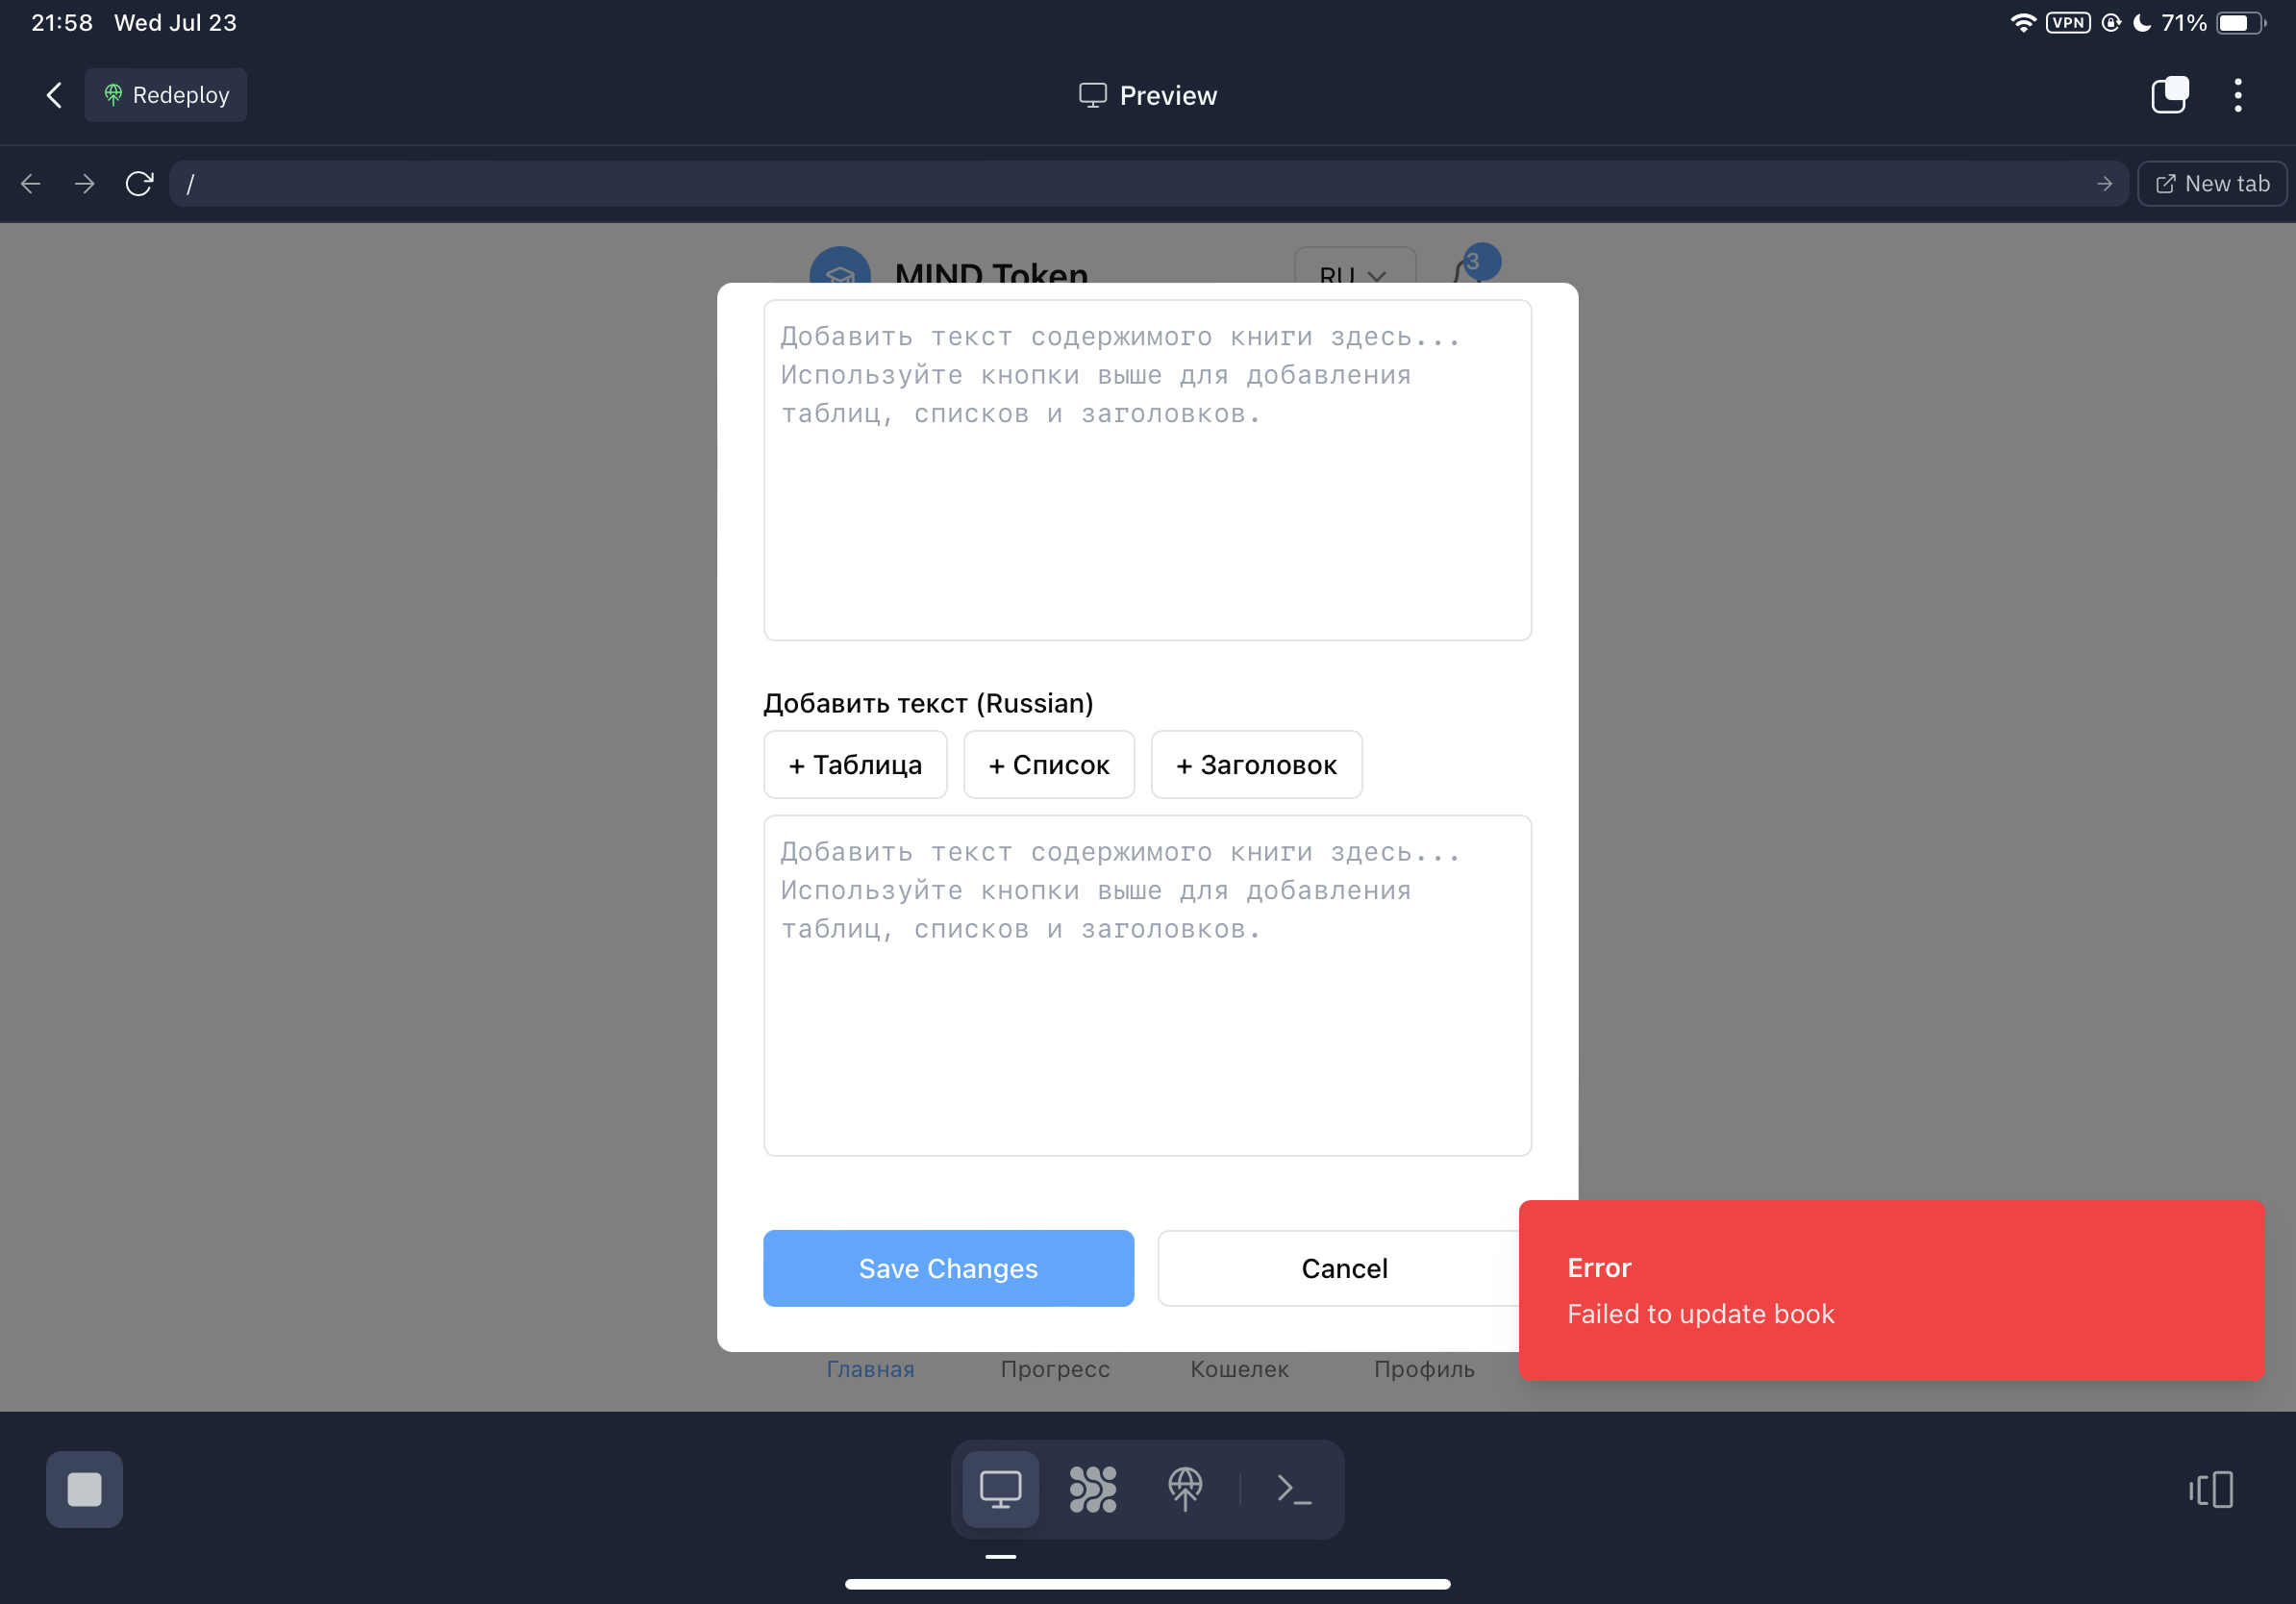 21:58 Wed Jul 23
VPN 71%
Redeploy
Preview
/
New tab
MIND Token
RU
3
Добавить текст содержимого книги здесь...
Используйте кнопки выше для добавления
таблиц, списков и заголовков.
Добавить текст (Russian)
+ Таблица
+ Список
+ Заголовок
Добавить текст содержимого книги здесь...
Используйте кнопки выше для добавления
таблиц, списков и заголовков.
Save Changes
Cancel
Error
Failed to update book
Главная
Прогресс
Кошелек
Профиль